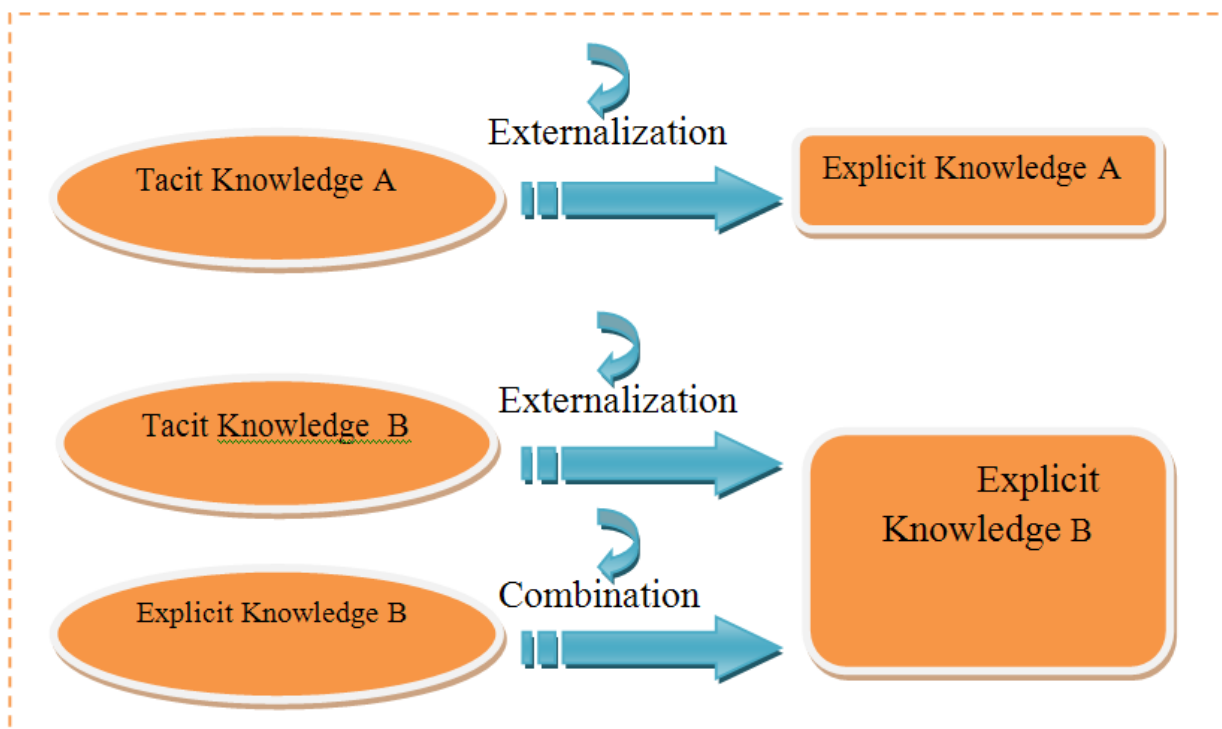 Externalization
Tacit Knowledge A
Explicit Knowledge A
Externalization
Tacit Knowledge B
Explicit
Knowledge B
Combination
Explicit Knowledge B